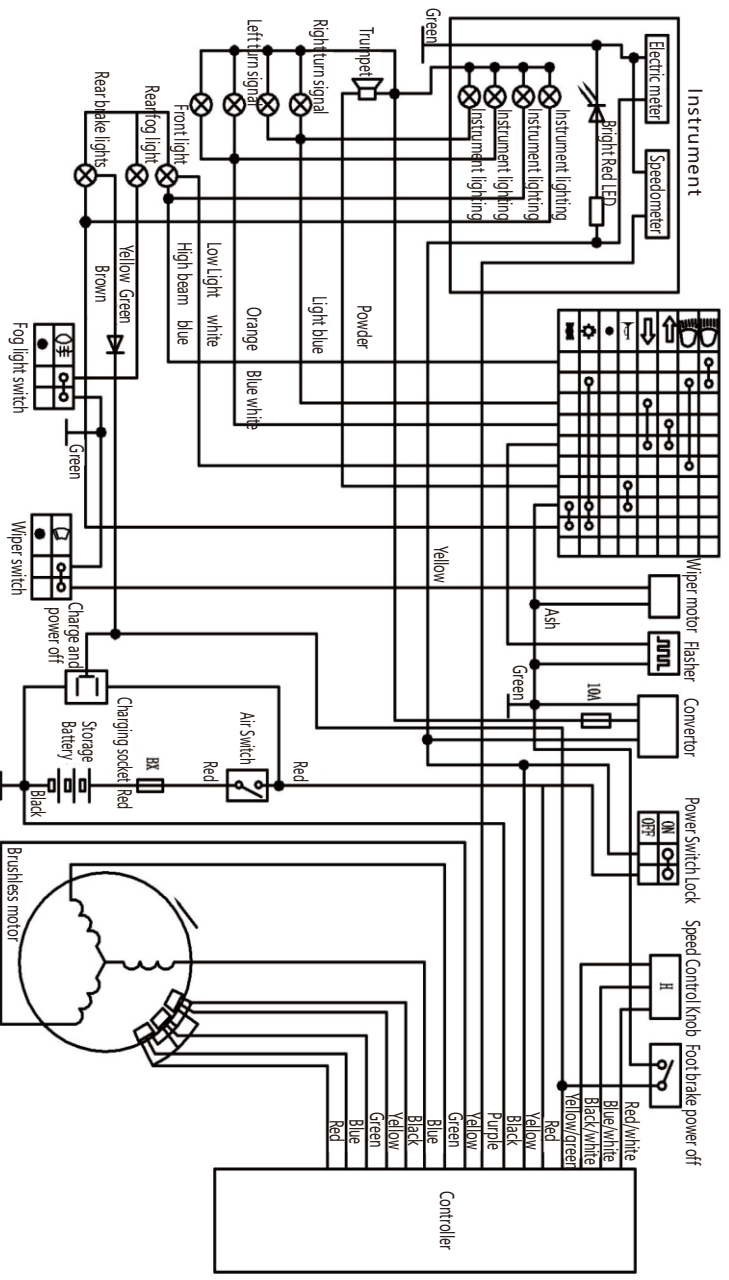 Instrument
Electric meter
Speedometer
Green
Bright Red LED
Instrument lighting
Instrument lighting
Instrument lighting
Instrument lighting
Trumpet
Right turn signal
Left turn signal
Front light
Rear fog light
Rear brake lights
Powder
Light blue
Orange
Blue white
Low Light white
High beam blue
Yellow Green
Brown
Fog light switch
Green
Wiper switch
Yellow
Wiper motor
Ash
Flasher
Green
10A
Convertor
Charge and
power off
Charging socket
Storage
Battery
Black
Red
BX
Red
Air Switch
Red
Power Switch Lock
ON
OFF
Speed Control Knob
H
Foot brake power off
Brushless motor
Red/white
Blue/white
Black/white
Yellow/green
Red
Yellow
Black
Purple
Yellow
Green
Blue
Black
Yellow
Green
Blue
Red
Controller